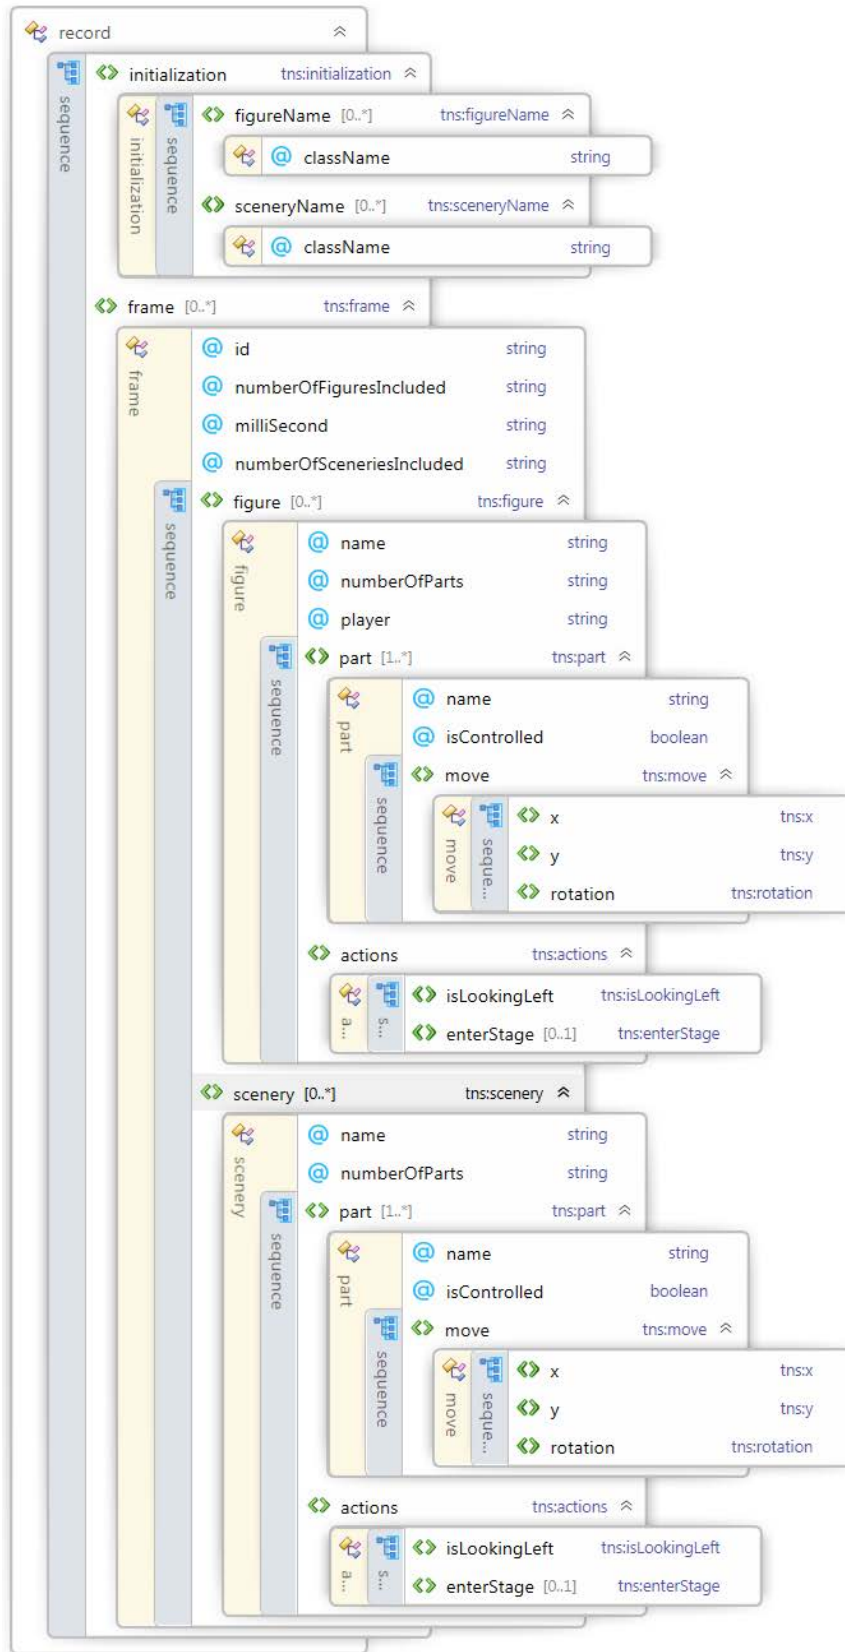 record
sequence
initialization tns:initialization
initialization
sequence
figureName [0..*] tns:figureName
@ className string
sceneryName [0..*] tns:sceneryName
@ className string
frame [0..*] tns:frame
frame
@ id string
@ numberOfFiguresIncluded string
@ milliSecond string
@ numberOfSceneriesIncluded string
sequence
figure [0..*] tns:figure
figure
@ name string
@ numberOfParts string
@ player string
sequence
part [1..*] tns:part
part
@ name string
@ isControlled boolean
sequence
move tns:move
move
seque...
x tns:x
y tns:y
rotation tns:rotation
actions tns:actions
a...
s...
isLookingLeft tns:isLookingLeft
enterStage [0..1] tns:enterStage
scenery [0..*] tns:scenery
scenery
@ name string
@ numberOfParts string
sequence
part [1..*] tns:part
part
@ name string
@ isControlled boolean
sequence
move tns:move
move
seque...
x tns:x
y tns:y
rotation tns:rotation
actions tns:actions
a...
s...
isLookingLeft tns:isLookingLeft
enterStage [0..1] tns:enterStage